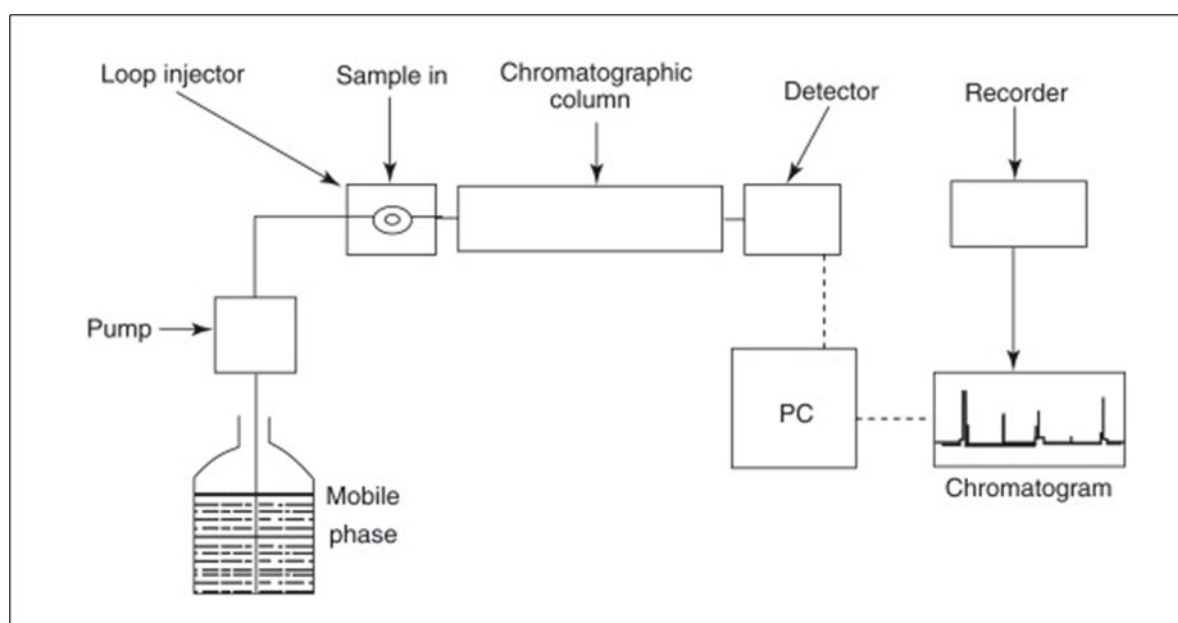 Loop injector
Sample in
Chromatographic
column
Detector
Recorder
Pump
PC
Mobile
phase
Chromatogram